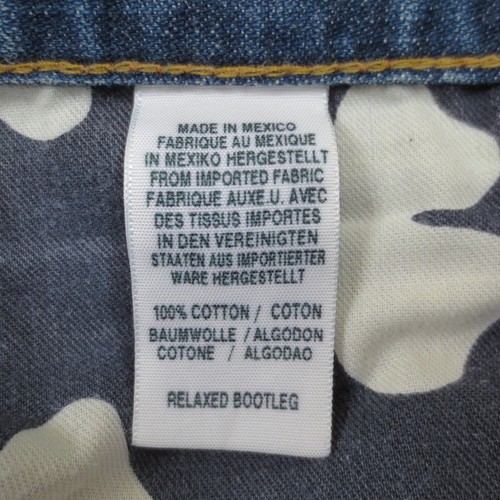 MADE IN MEXICO
FABRIQUE AU MEXIQUE
IN MEXIKO HERGESTELLT
FROM IMPORTED FABRIC
FABRIQUE AUXE.U. AVEC
DES TISSUS IMPORTES
IN DEN VEREINIGTEN
STAATEN AUS IMPORTIERTER
WARE HERGESTELLT
100% COTTON / COTON
BAUMWOLLE / ALGODON
COTONE / ALGODAO
RELAXED BOOTLEG